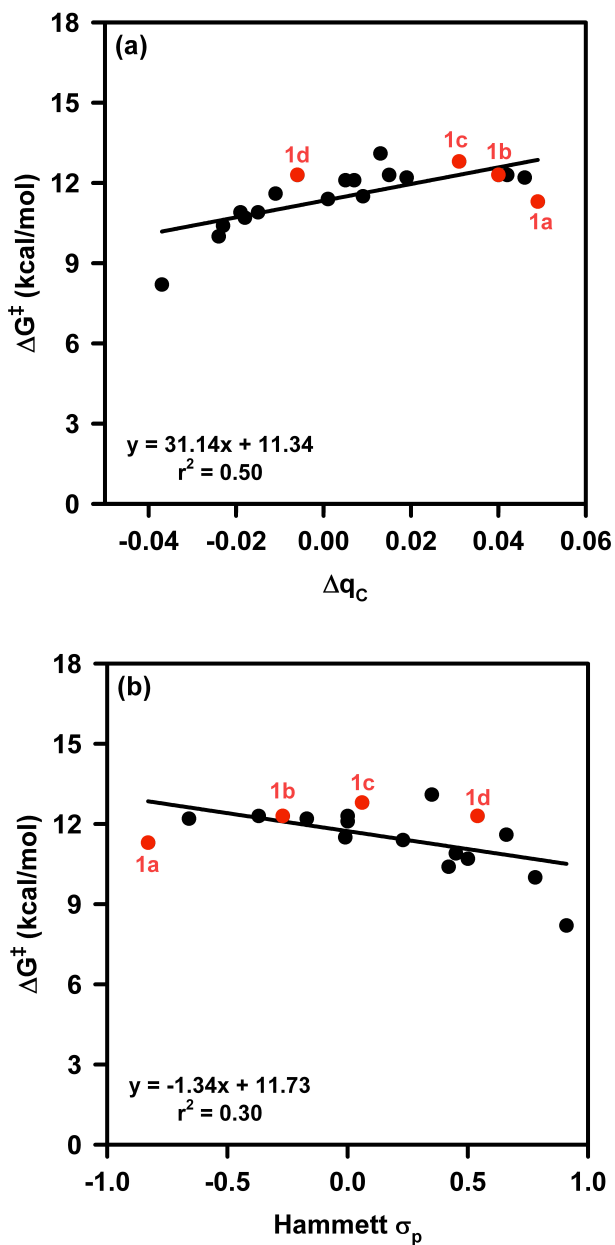 (a)
18
15
12
9
6
3
0
ΔG‡ (kcal/mol)
1d
1c
1b
1a
y = 31.14x + 11.34
r² = 0.50
-0.04 -0.02 0.00 0.02 0.04 0.06
Δq_C
(b)
18
15
12
9
6
3
0
ΔG‡ (kcal/mol)
1a
1b
1c
1d
y = -1.34x + 11.73
r² = 0.30
-1.0 -0.5 0.0 0.5 1.0
Hammett σ_p